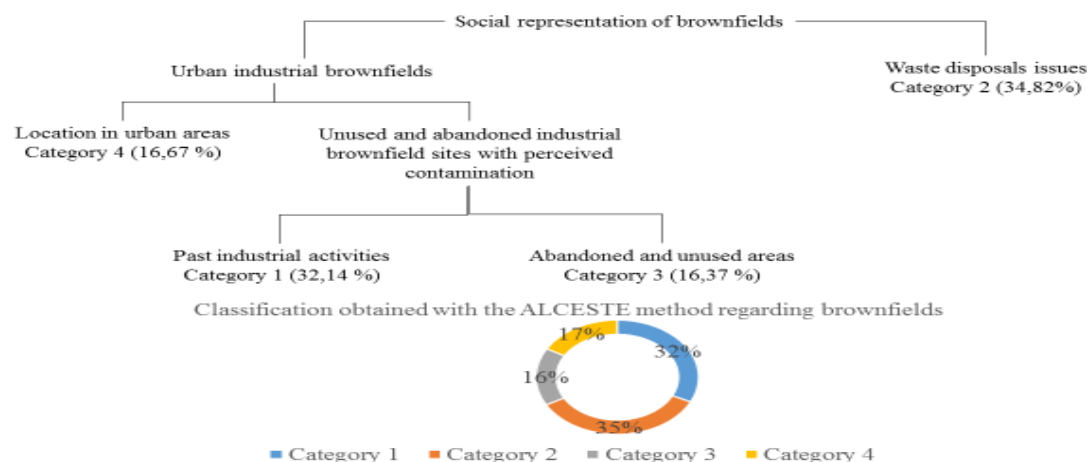 Social representation of brownfields
Urban industrial brownfields
Waste disposals issues
Category 2 (34,82%)
Location in urban areas
Category 4 (16,67 %)
Unused and abandoned industrial
brownfield sites with perceived
contamination
Past industrial activities
Category 1 (32,14 %)
Abandoned and unused areas
Category 3 (16,37 %)
Classification obtained with the ALCESTE method regarding brownfields
17%
32%
16%
35%
Category 1
Category 2
Category 3
Category 4